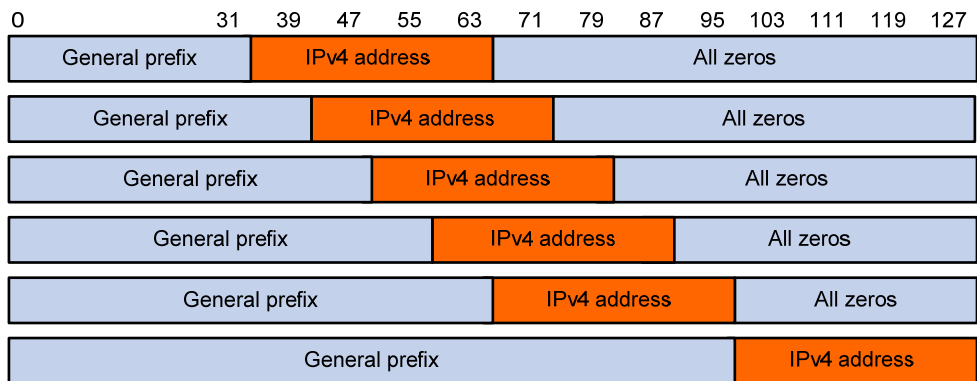 0 31 39 47 55 63 71 79 87 95 103 111 119 127
General prefix IPv4 address All zeros
General prefix IPv4 address All zeros
General prefix IPv4 address All zeros
General prefix IPv4 address All zeros
General prefix IPv4 address All zeros
General prefix IPv4 address